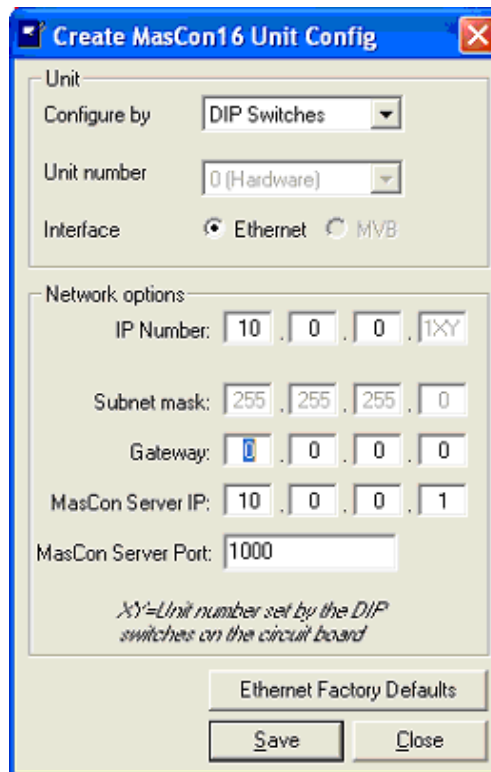 Create MasCon16 Unit Config
Unit
Configure by DIP Switches
Unit number 0 (Hardware)
Interface Ethernet MVB
Network options
IP Number: 10 . 0 . 0 . 1XY
Subnet mask: 255 . 255 . 255 . 0
Gateway: 0 . 0 . 0 . 0
MasCon Server IP: 10 . 0 . 0 . 1
MasCon Server Port: 1000
XY=Unit number set by the DIP
switches on the circuit board
Ethernet Factory Defaults
Save Close